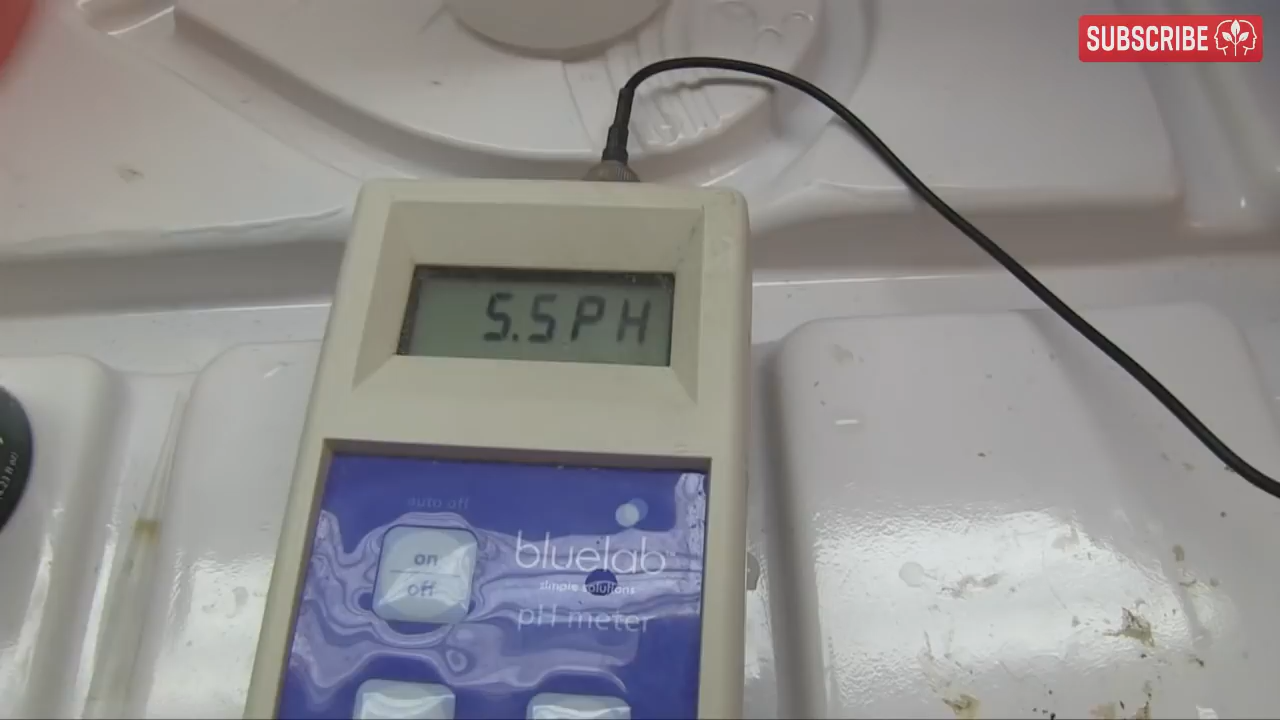 SUBSCRIBE
5.5PH
auto off
on
off
bluelab
simple solutions
pH meter